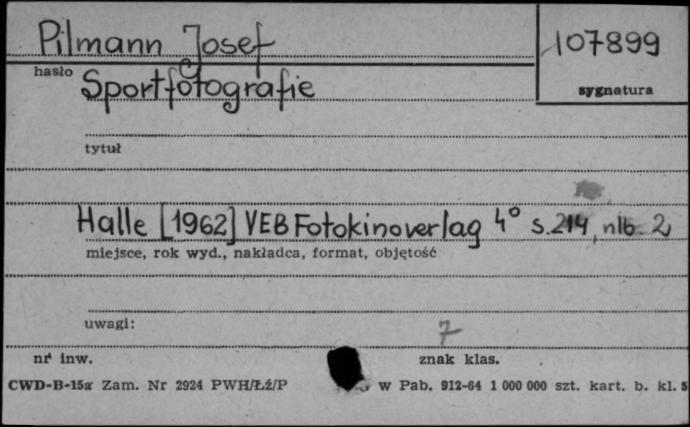 Pilmann Josef
107899
hasło
Sportfotografie
sygnatura
tytuł
Halle [1962] VEB Fotokinoverlag 4° s. 214, nlb. 2,
miejsce, rok wyd., nakładca, format, objętość
uwagi:
7
nr inw.
znak klas.
CWD-B-15a Zam. Nr 2924 PWH/Łź/P
w Pab. 912-64 1 000 000 szt. kart. b. kl. 5